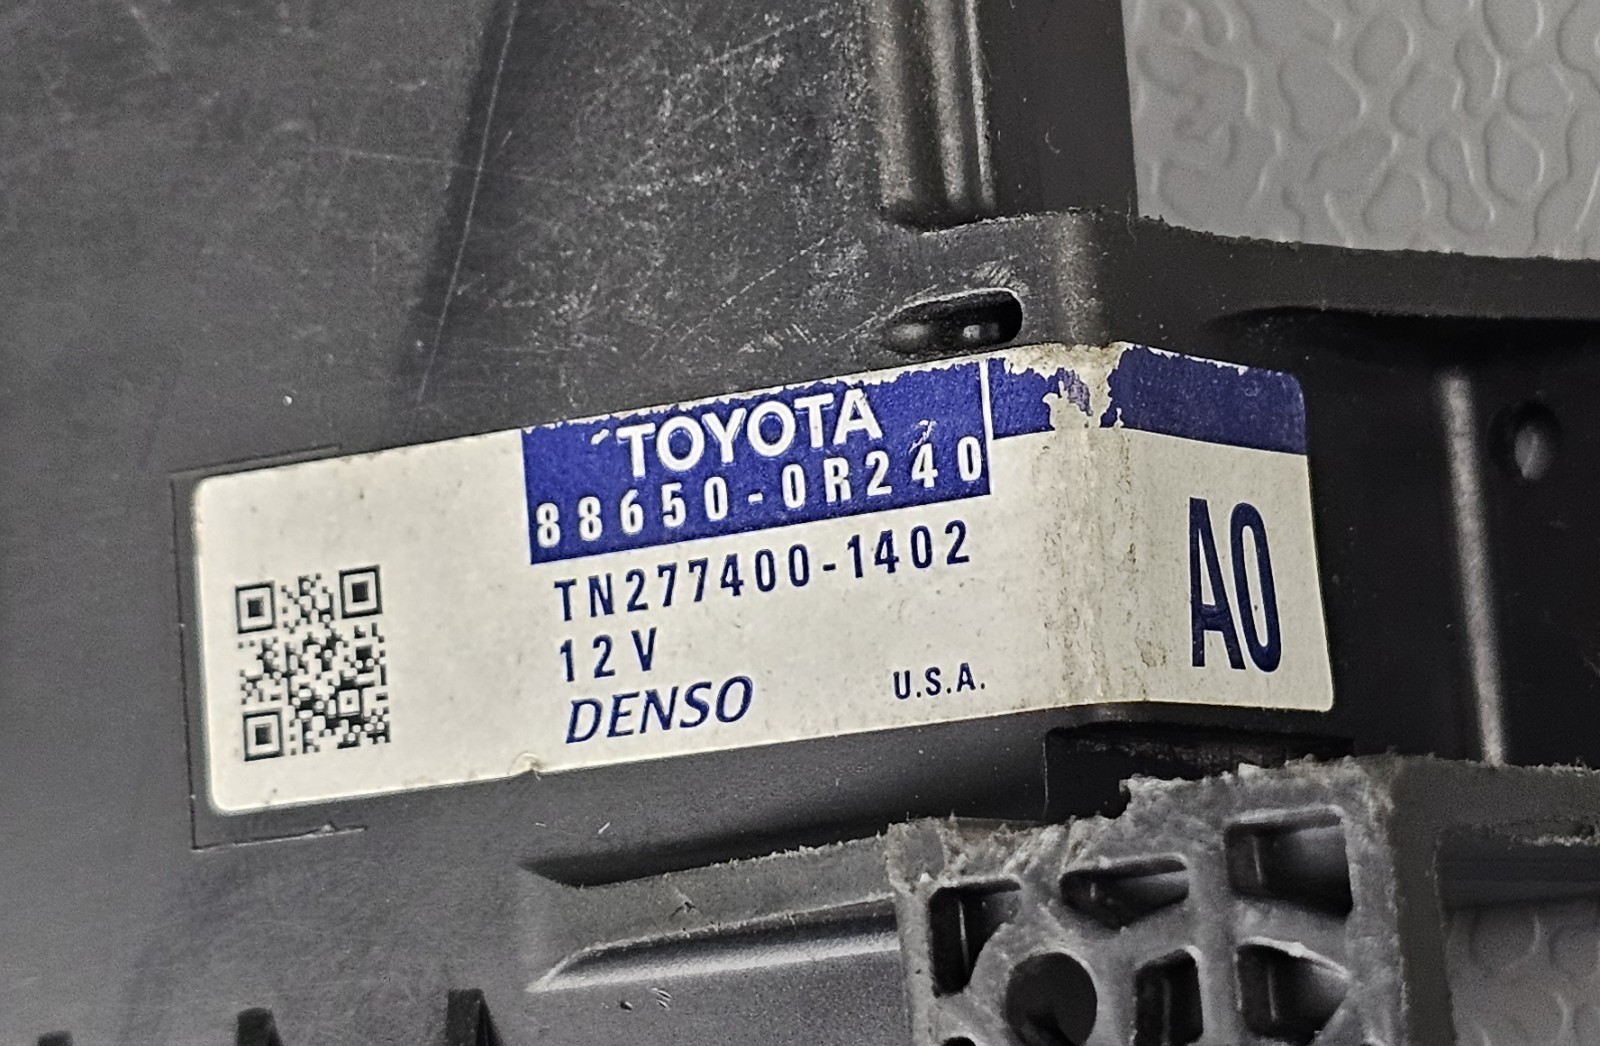 TOYOTA
88650-0R240
TN277400-1402
12V
DENSO
U.S.A.
A0